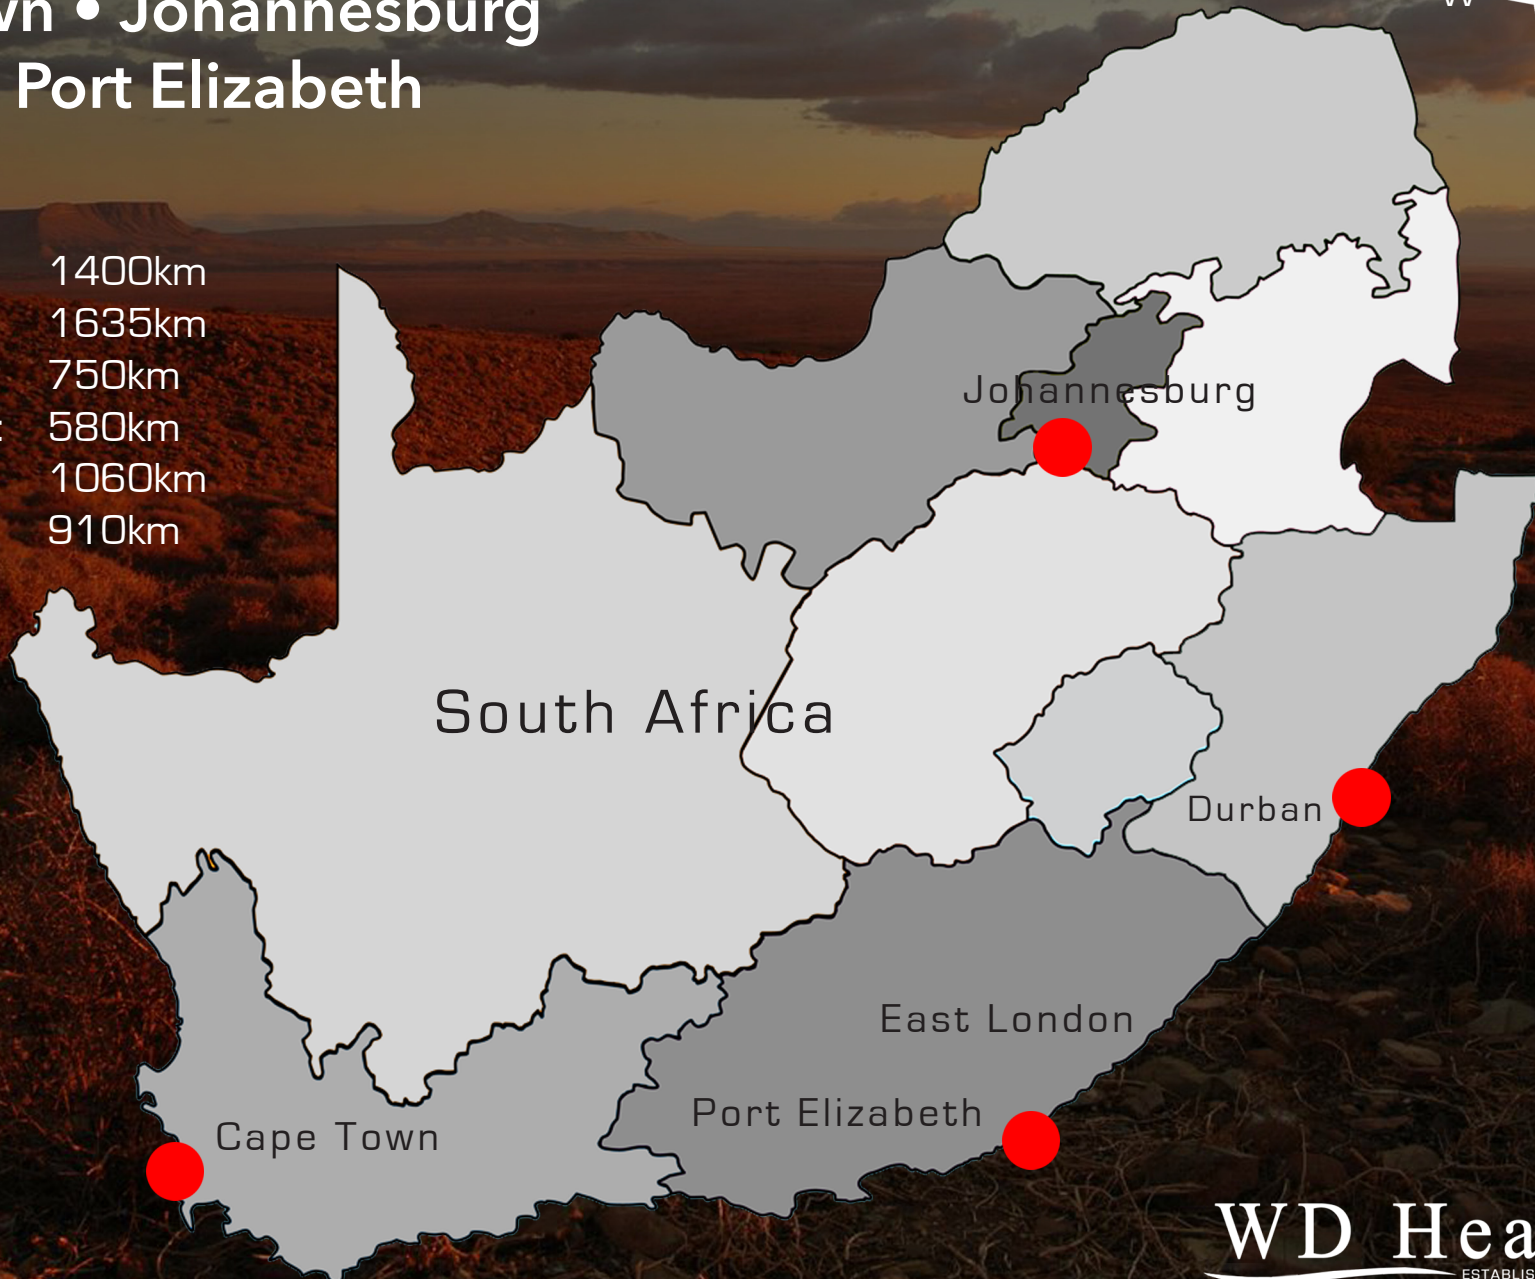 • Johannesburg
Port Elizabeth
1400km
1635km
750km
580km
1060km
910km
Johannesburg
South Africa
Durban
East London
Port Elizabeth
Cape Town
WD